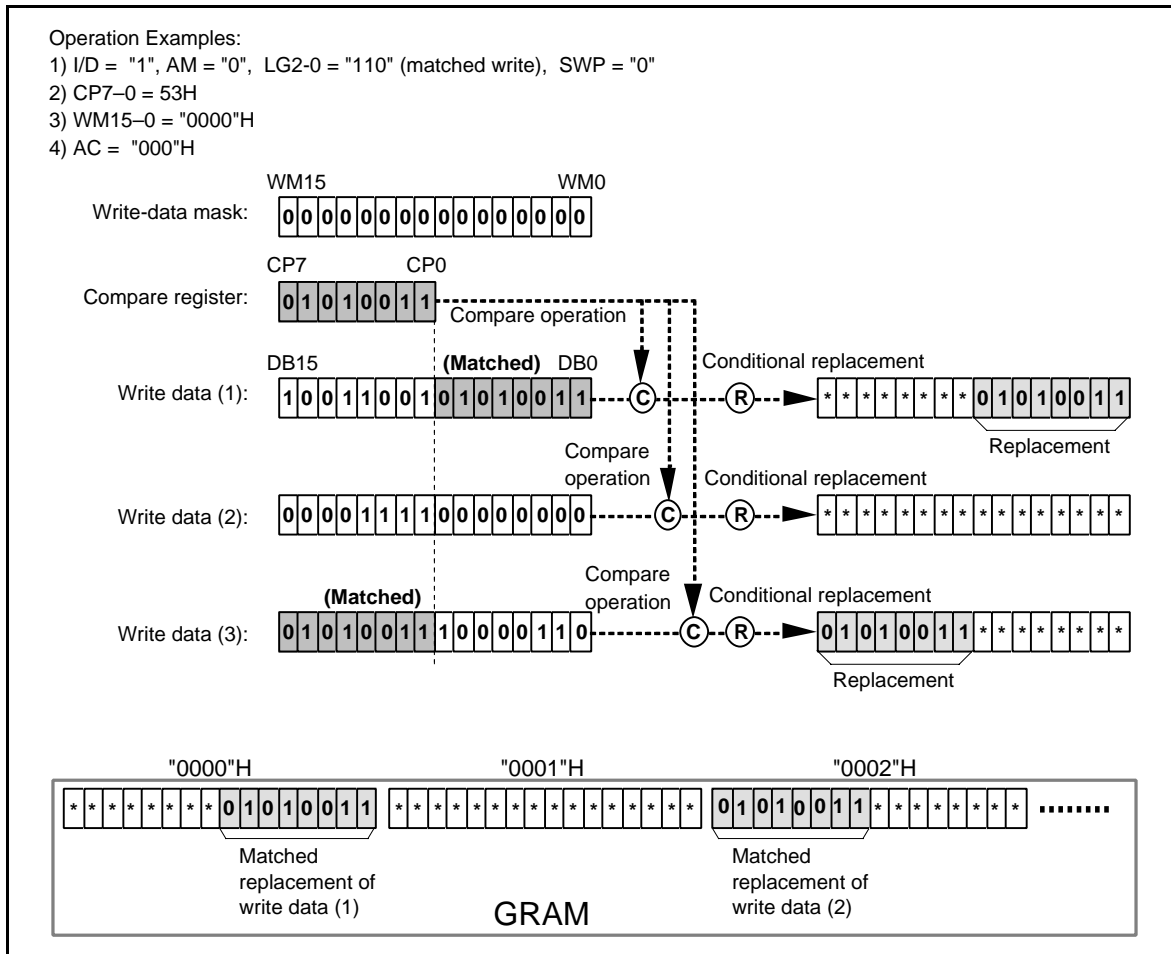 Operation Examples:
1) I/D = "1", AM = "0", LG2-0 = "110" (matched write), SWP = "0"
2) CP7–0 = 53H
3) WM15–0 = "0000"H
4) AC = "000"H
WM15 WM0
Write-data mask: 0 0 0 0 0 0 0 0 0 0 0 0 0 0 0 0
CP7 CP0
Compare register: 0 1 0 1 0 0 1 1
Compare operation
DB15 (Matched) DB0 Conditional replacement
Write data (1): 1 0 0 1 1 0 0 1 0 1 0 1 0 0 1 1 C R * * * * * * * * 0 1 0 1 0 0 1 1
Replacement
Compare
operation Conditional replacement
Write data (2): 0 0 0 0 1 1 1 1 0 0 0 0 0 0 0 0 C R * * * * * * * * * * * * * * * *
Compare
(Matched) operation Conditional replacement
Write data (3): 0 1 0 1 0 0 1 1 1 0 0 0 0 1 1 0 C R 0 1 0 1 0 0 1 1 * * * * * * * *
Replacement
"0000"H "0001"H "0002"H
* * * * * * * * 0 1 0 1 0 0 1 1 * * * * * * * * * * * * * * * * 0 1 0 1 0 0 1 1 * * * * * * * * ........
Matched Matched
replacement of replacement of
write data (1) write data (2)
GRAM